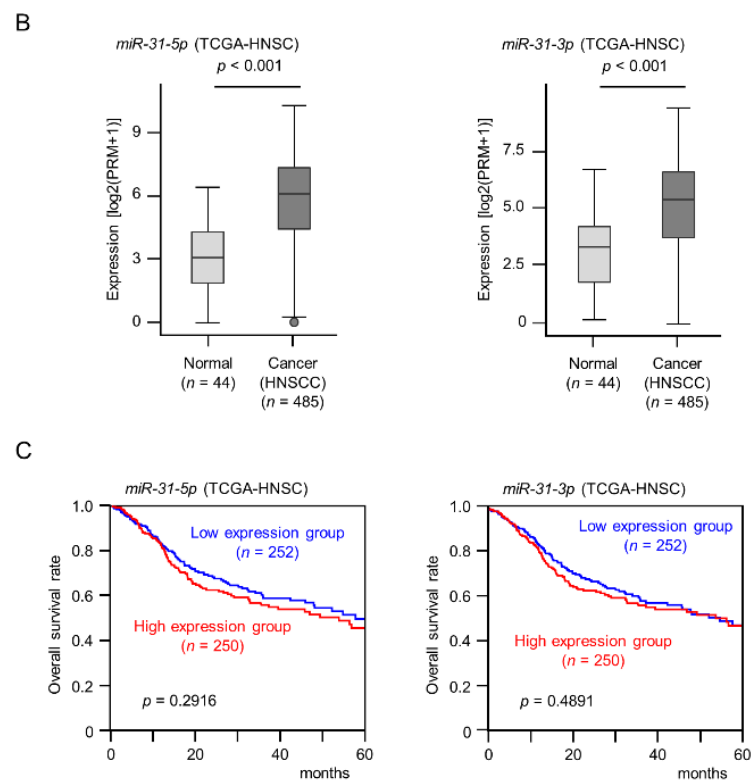 B
miR-31-5p (TCGA-HNSC)
p < 0.001
Expression [log2(PRM+1)]
9
6
3
0
Normal
(n = 44)
Cancer
(HNSCC)
(n = 485)
miR-31-3p (TCGA-HNSC)
p < 0.001
Expression [log2(PRM+1)]
7.5
5.0
2.5
0
Normal
(n = 44)
Cancer
(HNSCC)
(n = 485)
C
miR-31-5p (TCGA-HNSC)
Overall survival rate
1.0
0.8
0.6
0.4
0.2
0
Low expression group
(n = 252)
High expression group
(n = 250)
p = 0.2916
0 20 40 60
months
miR-31-3p (TCGA-HNSC)
Overall survival rate
1.0
0.8
0.6
0.4
0.2
0
Low expression group
(n = 252)
High expression group
(n = 250)
p = 0.4891
0 20 40 60
months